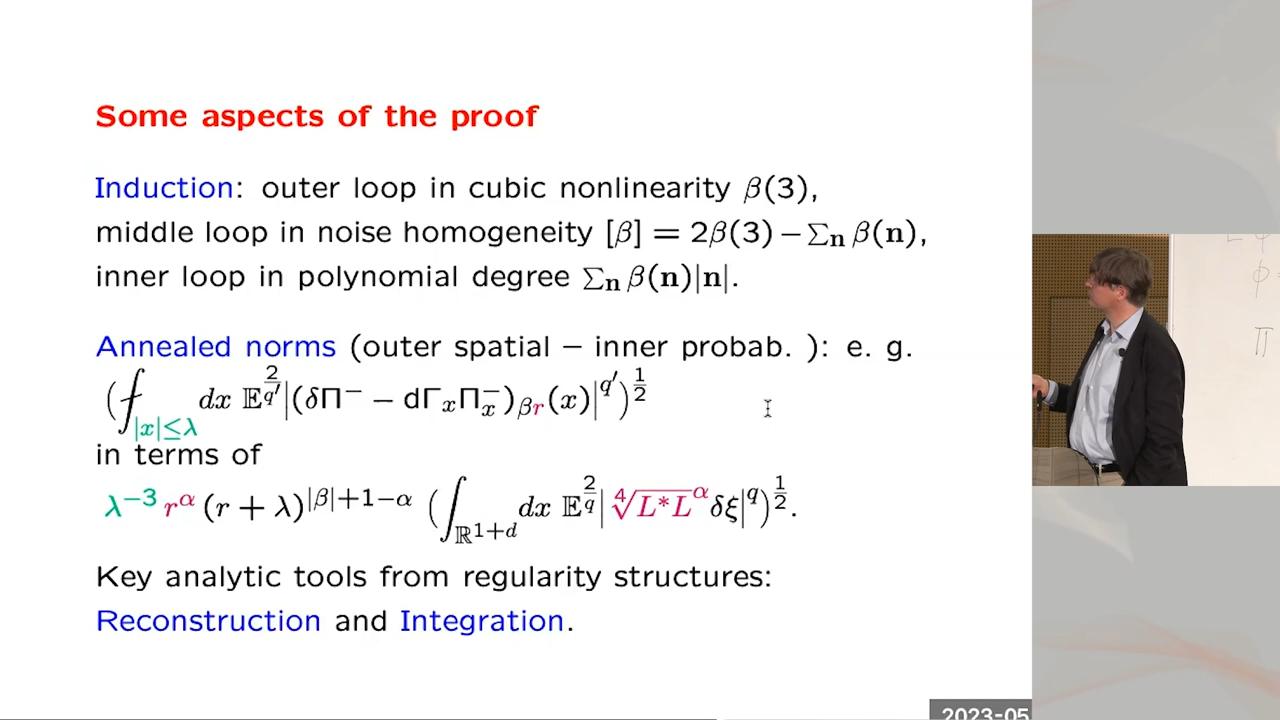 Some aspects of the proof
Induction: outer loop in cubic nonlinearity β(3),
middle loop in noise homogeneity [β] = 2β(3) − Σₙ β(n),
inner loop in polynomial degree Σₙ β(n)|n|.
Annealed norms (outer spatial – inner probab. ): e. g.
(⨍_{|x|≤λ} dx 𝔼^{2/q'}|(δΠ⁻ − dΓₓΠₓ⁻)_{βr}(x)|^{q'})^{1/2}
in terms of
λ⁻³ r^α (r + λ)^{|β|+1−α} (∫_{ℝ^{1+d}} dx 𝔼^{2/q}| ∜(L*L)^α δξ|^q)^{1/2}.
Key analytic tools from regularity structures:
Reconstruction and Integration.
ϕ
Π
2023-05